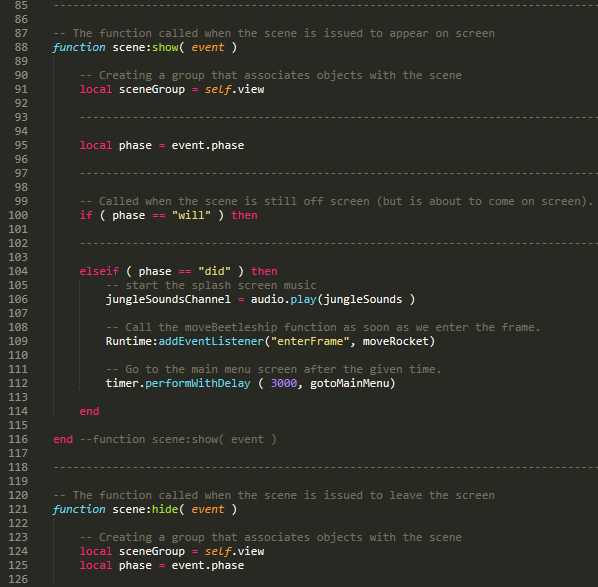 85 ------------------------------------------------------------------------------------
86
87 -- The function called when the scene is issued to appear on screen
88 function scene:show( event )
89
90 -- Creating a group that associates objects with the scene
91 local sceneGroup = self.view
92
93 --------------------------------------------------------------------------------
94
95 local phase = event.phase
96
97 --------------------------------------------------------------------------------
98
99 -- Called when the scene is still off screen (but is about to come on screen).
100 if ( phase == "will" ) then
101
102 --------------------------------------------------------------------------------
103
104 elseif ( phase == "did" ) then
105 -- start the splash screen music
106 jungleSoundsChannel = audio.play(jungleSounds )
107
108 -- Call the moveBeetleship function as soon as we enter the frame.
109 Runtime:addEventListener("enterFrame", moveRocket)
110
111 -- Go to the main menu screen after the given time.
112 timer.performWithDelay ( 3000, gotoMainMenu)
113
114 end
115
116 end --function scene:show( event )
117
118 ------------------------------------------------------------------------------------
119
120 -- The function called when the scene is issued to leave the screen
121 function scene:hide( event )
122
123 -- Creating a group that associates objects with the scene
124 local sceneGroup = self.view
125 local phase = event.phase
126